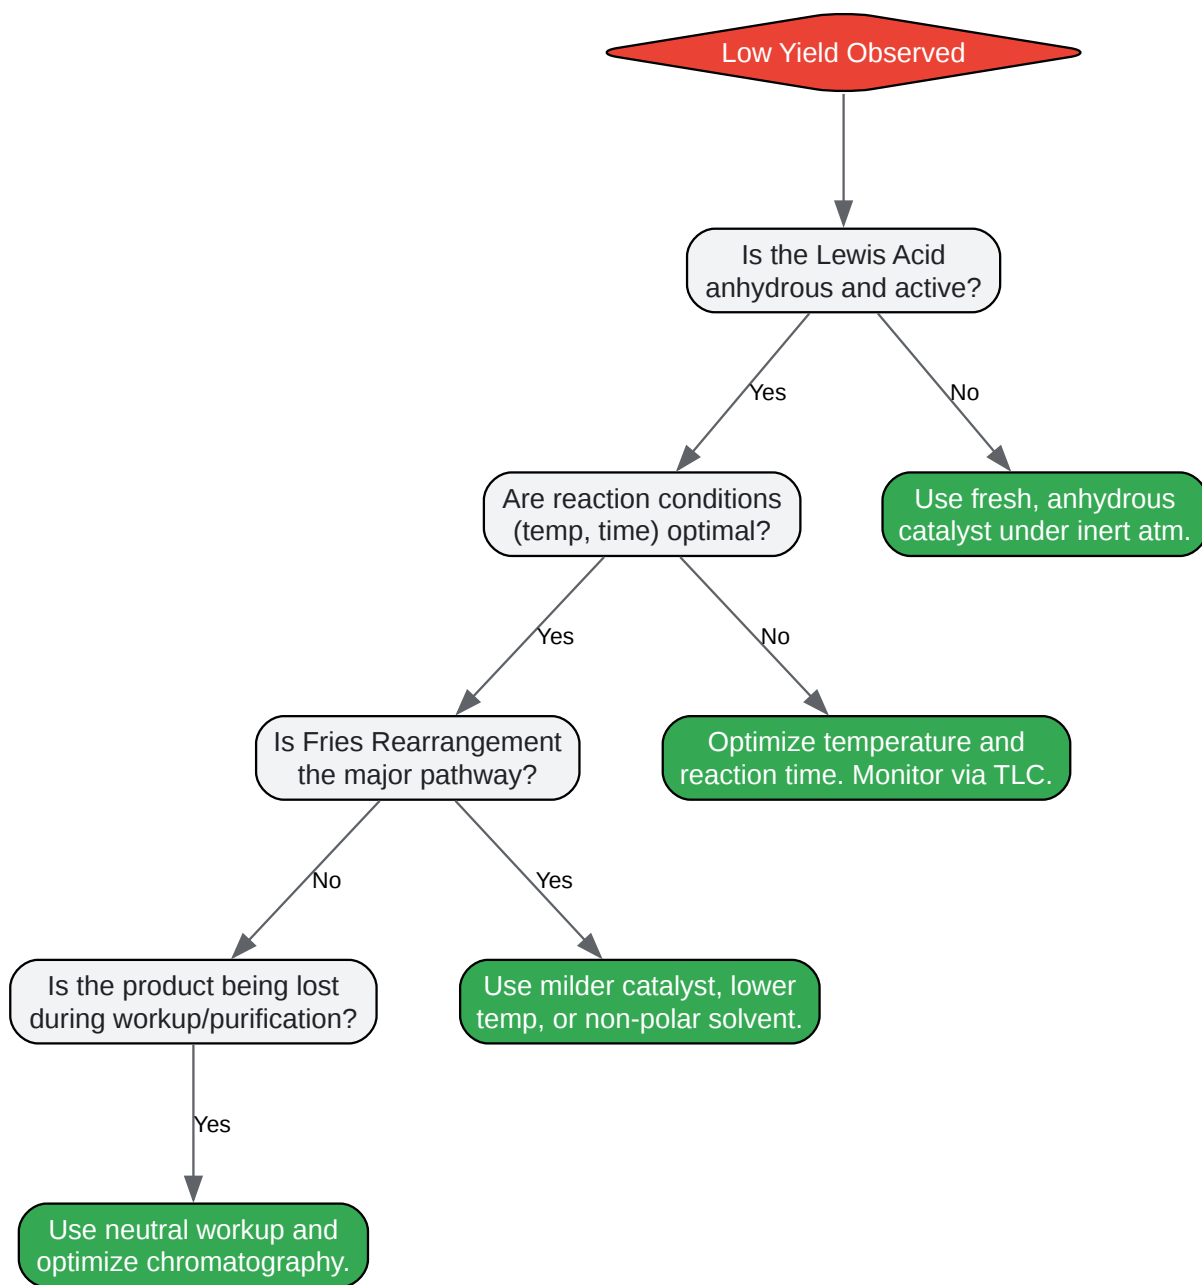 Low Yield Observed
Is the Lewis Acid
anhydrous and active?
Yes
No
Are reaction conditions
(temp, time) optimal?
Use fresh, anhydrous
catalyst under inert atm.
Yes
No
Is Fries Rearrangement
the major pathway?
Optimize temperature and
reaction time. Monitor via TLC.
No
Yes
Is the product being lost
during workup/purification?
Use milder catalyst, lower
temp, or non-polar solvent.
Yes
Use neutral workup and
optimize chromatography.